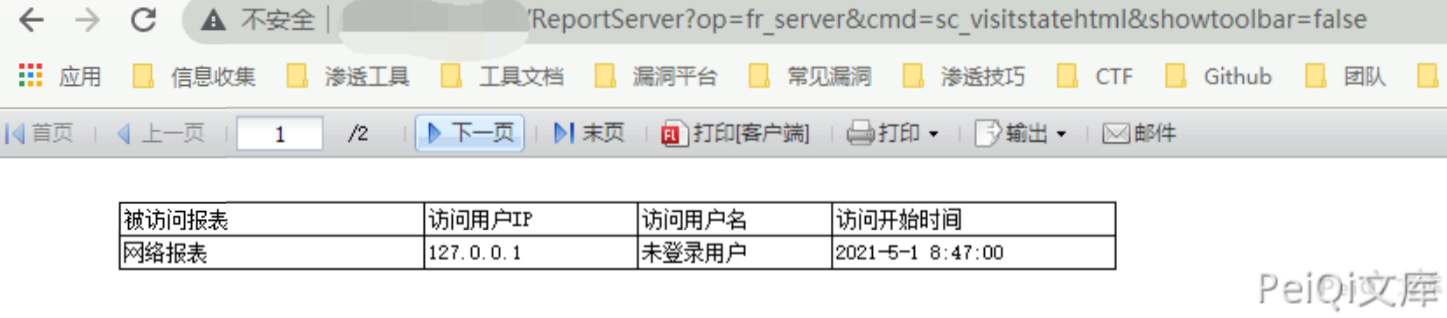 不安全 /ReportServer?op=fr_server&cmd=sc_visitstatehtml&showtoolbar=false
应用 信息收集 渗透工具 工具文档 漏洞平台 常见漏洞 渗透技巧 CTF Github 团队
首页 上一页 1 /2 下一页 末页 打印[客户端] 打印 输出 邮件
被访问报表 访问用户IP 访问用户名 访问开始时间
网络报表 127.0.0.1 未登录用户 2021-5-1 8:47:00
PeiQi文库